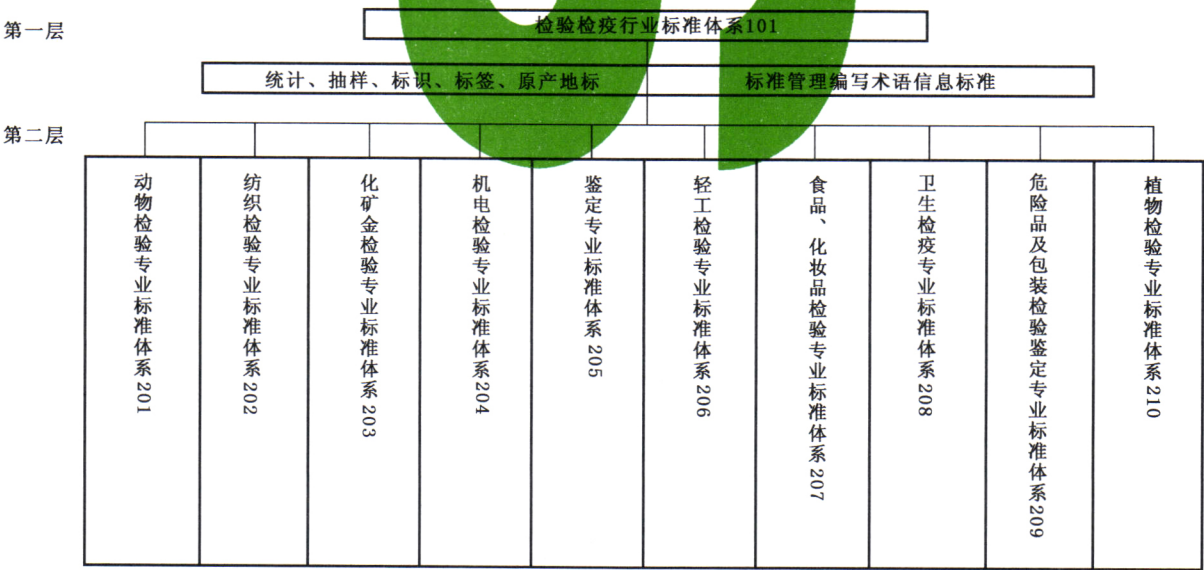 第一层
检验检疫行业标准体系101
统计、抽样、标识、标签、原产地标
标准管理编写术语信息标准
第二层
动物检验专业标准体系201
纺织检验专业标准体系202
化矿金检验专业标准体系203
机电检验专业标准体系204
鉴定专业标准体系205
轻工检验专业标准体系206
食品、化妆品检验专业标准体系207
卫生检疫专业标准体系208
危险品及包装检验鉴定专业标准体系209
植物检验专业标准体系210